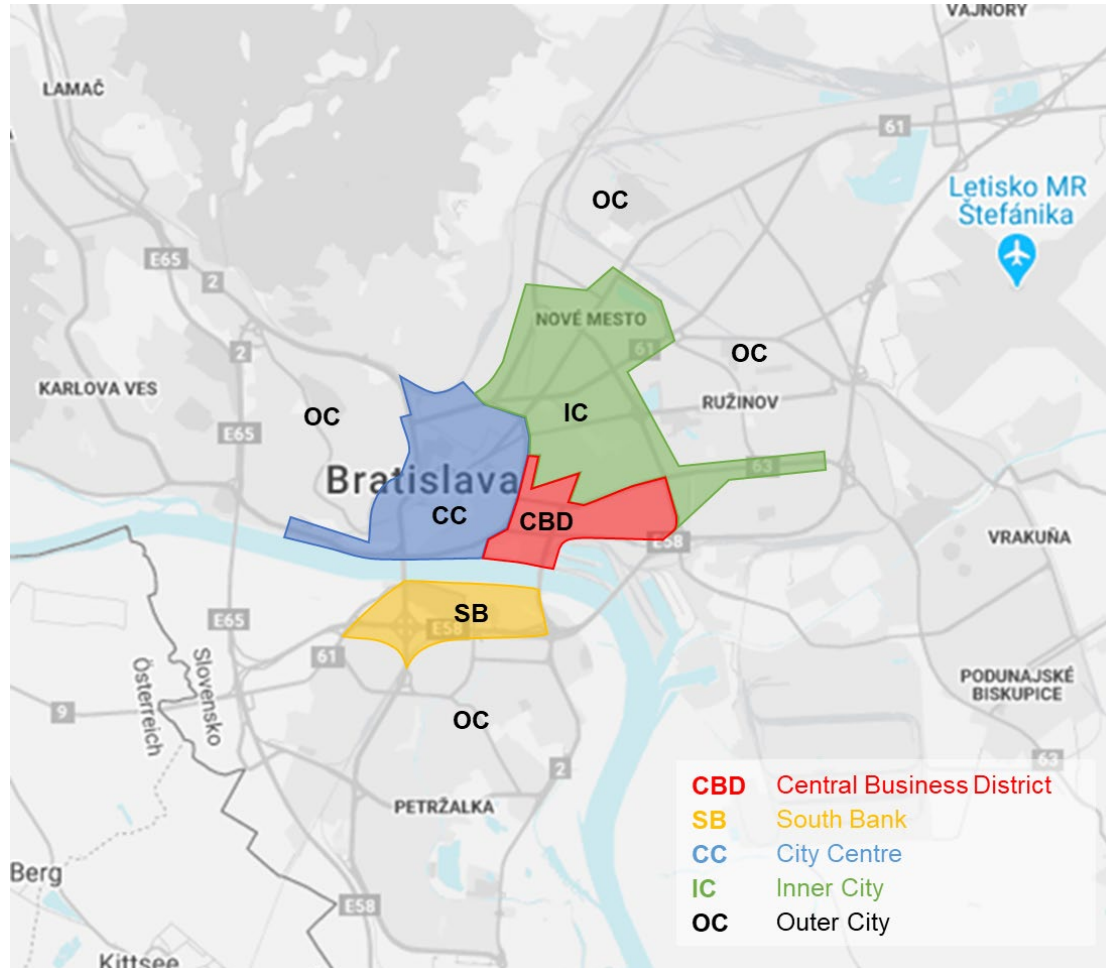 VAJNORY
LAMAČ
61
OC
Letisko MR
Štefánika
E65
2
NOVÉ MESTO
2
61
OC
KARLOVA VES
RUŽINOV
OC
IC
E65
63
Bratislava
CC
CBD
E58
VRAKUŇA
SB
E58
E65
61
Slovensko
Österreich
PODUNAJSKÉ
BISKUPICE
9
OC
63
2
PETRŽALKA
CBD Central Business District
SB South Bank
CC City Centre
IC Inner City
OC Outer City
Berg
E58
Kittsee